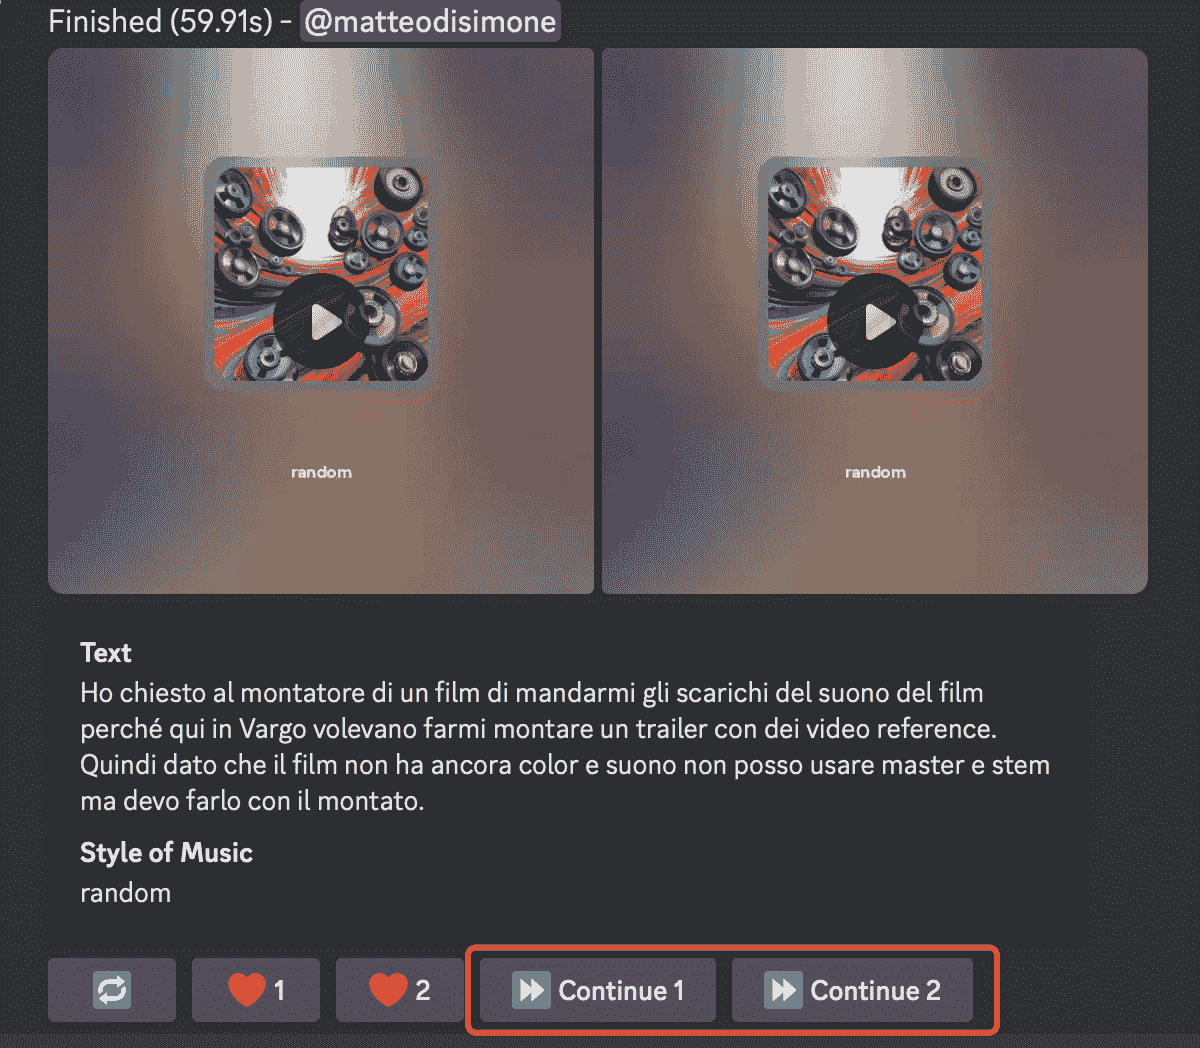 Finished (59.91s) - @matteodisimone
random
random
Text
Ho chiesto al montatore di un film di mandarmi gli scarichi del suono del film
perché qui in Vargo volevano farmi montare un trailer con dei video reference.
Quindi dato che il film non ha ancora color e suono non posso usare master e stem
ma devo farlo con il montato.
Style of Music
random
1
2
Continue 1
Continue 2